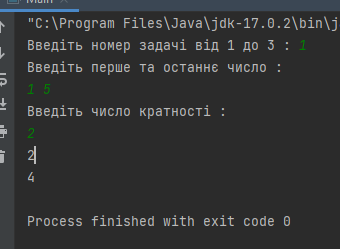 Main
"C:\Program Files\Java\jdk-17.0.2\bin\j
Введіть номер задачі від 1 до 3 : 1
Введіть перше та останнє число :
1 5
Введіть число кратності :
2
2
4
Process finished with exit code 0